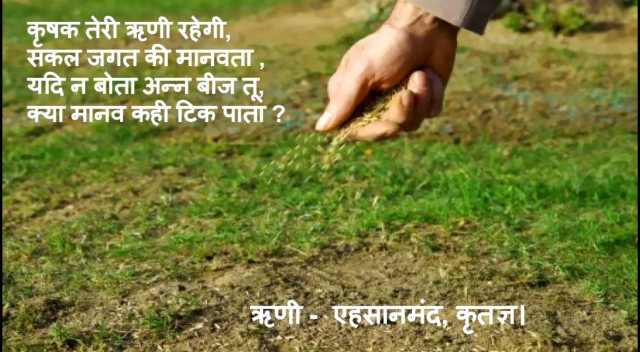 कृषक तेरी ऋणी रहेगी,
सकल जगत की मानवता ,
यदि न बोता अन्न बीज तू,
क्या मानव कही टिक पातां ?
ऋणी -  एहसानमंद, कृतज्ञ।